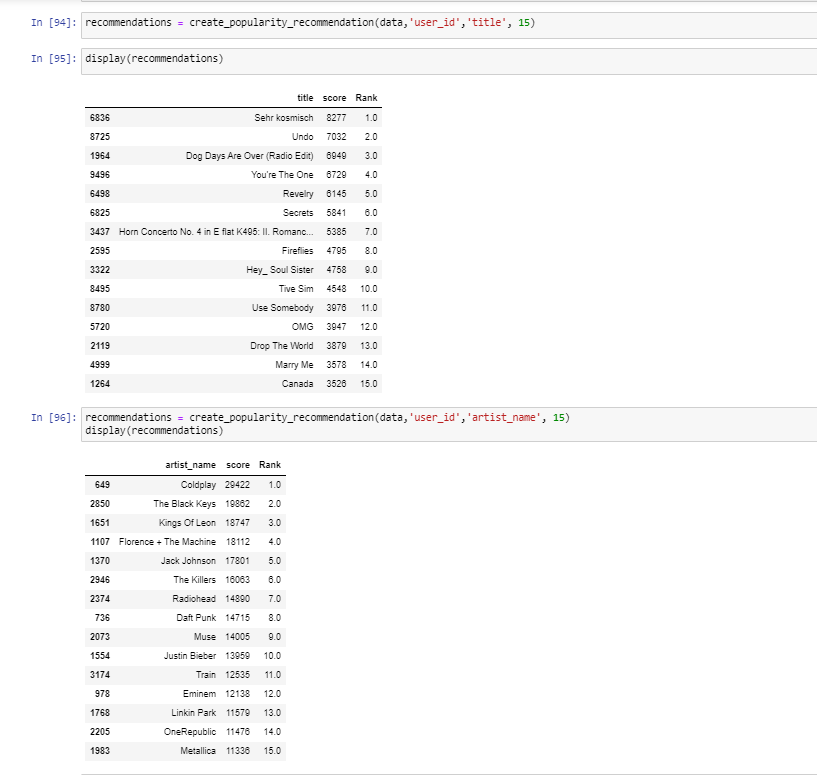 In [94]: recommendations = create_popularity_recommendation(data,'user_id','title', 15)
In [95]: display(recommendations)
title score Rank
6836 Sehr kosmisch 8277 1.0
8725 Undo 7032 2.0
1964 Dog Days Are Over (Radio Edit) 6949 3.0
9496 You're The One 6729 4.0
6498 Revelry 6145 5.0
6825 Secrets 5841 6.0
3437 Horn Concerto No. 4 in E flat K495: II. Romanc... 5385 7.0
2595 Fireflies 4795 8.0
3322 Hey_ Soul Sister 4758 9.0
8495 Tive Sim 4548 10.0
8780 Use Somebody 3976 11.0
5720 OMG 3947 12.0
2119 Drop The World 3879 13.0
4999 Marry Me 3578 14.0
1264 Canada 3526 15.0
In [96]: recommendations = create_popularity_recommendation(data,'user_id','artist_name', 15)
display(recommendations)
artist_name score Rank
649 Coldplay 29422 1.0
2850 The Black Keys 19862 2.0
1651 Kings Of Leon 18747 3.0
1107 Florence + The Machine 18112 4.0
1370 Jack Johnson 17801 5.0
2946 The Killers 16063 6.0
2374 Radiohead 14890 7.0
736 Daft Punk 14715 8.0
2073 Muse 14005 9.0
1554 Justin Bieber 13959 10.0
3174 Train 12535 11.0
978 Eminem 12138 12.0
1768 Linkin Park 11579 13.0
2205 OneRepublic 11476 14.0
1983 Metallica 11336 15.0